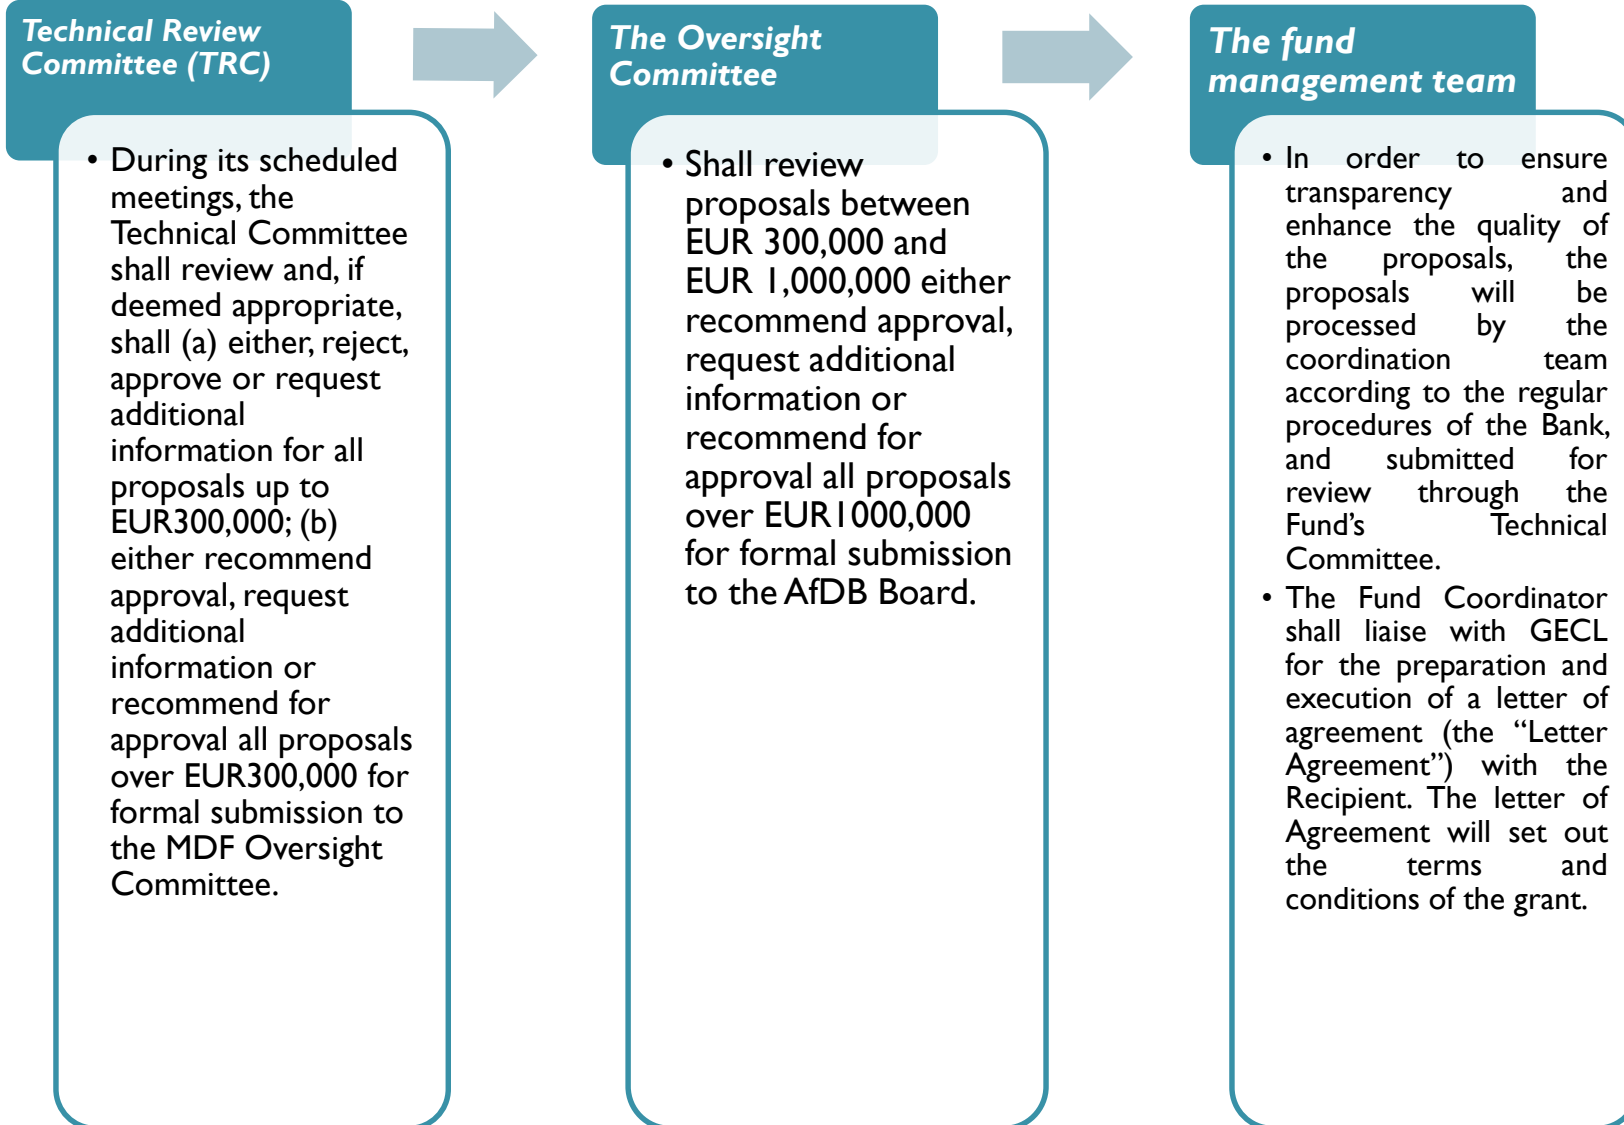 Technical Review
Committee (TRC)
• During its scheduled
meetings, the
Technical Committee
shall review and, if
deemed appropriate,
shall (a) either, reject,
approve or request
additional
information for all
proposals up to
EUR300,000; (b)
either recommend
approval, request
additional
information or
recommend for
approval all proposals
over EUR300,000 for
formal submission to
the MDF Oversight
Committee.
The Oversight
Committee
• Shall review
proposals between
EUR 300,000 and
EUR 1,000,000 either
recommend approval,
request additional
information or
recommend for
approval all proposals
over EUR1000,000
for formal submission
to the AfDB Board.
The fund
management team
• In order to ensure
transparency and
enhance the quality of
the proposals, the
proposals will be
processed by the
coordination team
according to the regular
procedures of the Bank,
and submitted for
review through the
Fund’s Technical
Committee.
• The Fund Coordinator
shall liaise with GECL
for the preparation and
execution of a letter of
agreement (the “Letter
Agreement”) with the
Recipient. The letter of
Agreement will set out
the terms and
conditions of the grant.